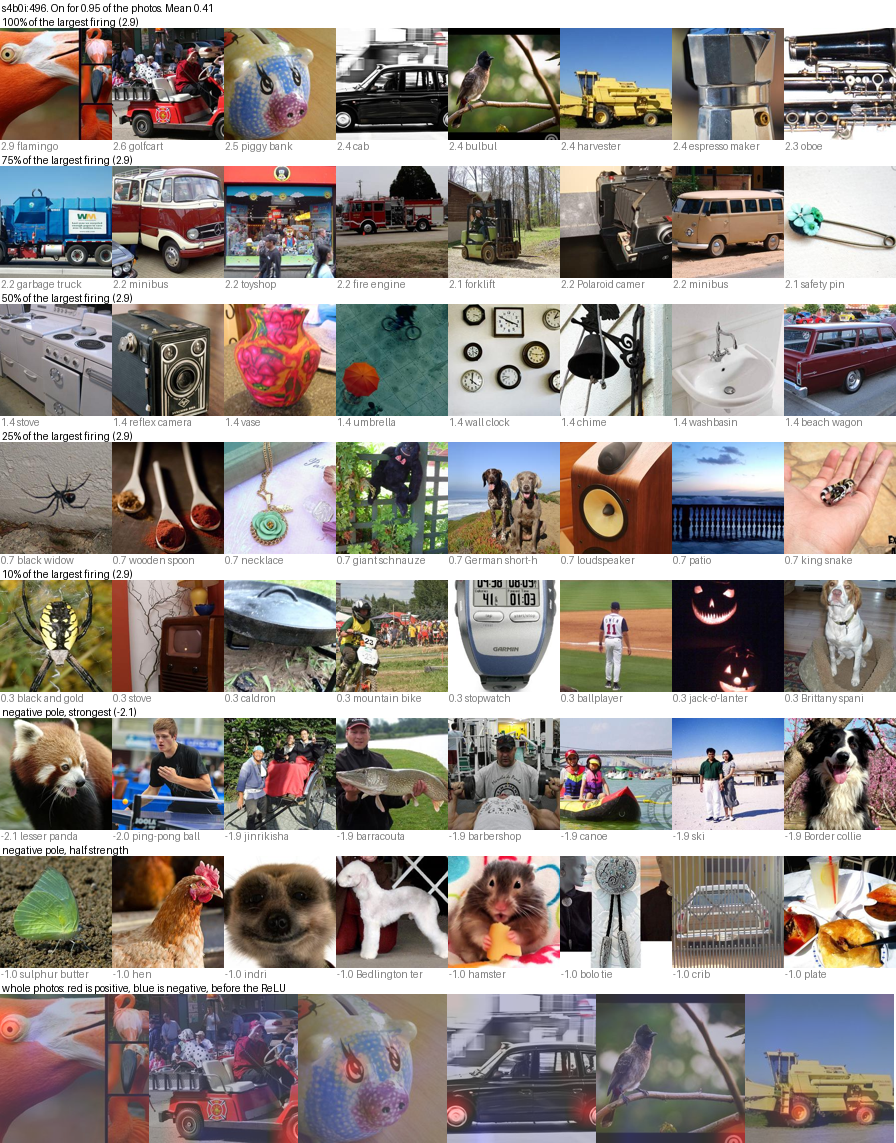 s4b0i:496. On for 0.95 of the photos. Mean 0.41
100% of the largest firing (2.9)
2.9 flamingo
2.6 golfcart
2.5 piggy bank
2.4 cab
2.4 bulbul
2.4 harvester
2.4 espresso maker
2.3 oboe
75% of the largest firing (2.9)
WM
2.2 garbage truck
2.2 minibus
2.2 toyshop
2.2 fire engine
2.1 forklift
2.2 Polaroid camer
2.2 minibus
2.1 safety pin
50% of the largest firing (2.9)
1.4 stove
1.4 reflex camera
1.4 vase
1.4 umbrella
1.4 wall clock
1.4 chime
1.4 washbasin
1.4 beach wagon
25% of the largest firing (2.9)
0.7 black widow
0.7 wooden spoon
0.7 necklace
0.7 giant schnauze
0.7 German short-h
0.7 loudspeaker
0.7 patio
0.7 king snake
10% of the largest firing (2.9)
23
41
01:03
GARMIN
11
0.3 black and gold
0.3 stove
0.3 caldron
0.3 mountain bike
0.3 stopwatch
0.3 ballplayer
0.3 jack-o'-lanter
0.3 Brittany spani
negative pole, strongest (-2.1)
JOOLA
-2.1 lesser panda
-2.0 ping-pong ball
-1.9 jinrikisha
-1.9 barracouta
-1.9 barbershop
-1.9 canoe
-1.9 ski
-1.9 Border collie
negative pole, half strength
-1.0 sulphur butter
-1.0 hen
-1.0 indri
-1.0 Bedlington ter
-1.0 hamster
-1.0 bolo tie
-1.0 crib
-1.0 plate
whole photos: red is positive, blue is negative, before the ReLU